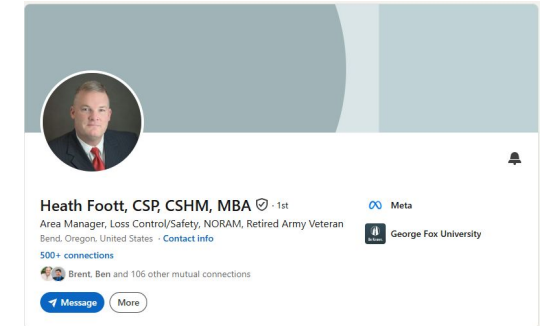 Heath Foott, CSP, CSHM, MBA · 1st
Meta
Area Manager, Loss Control/Safety, NORAM, Retired Army Veteran
George Fox University
Bend, Oregon, United States · Contact info
500+ connections
Brent, Ben and 106 other mutual connections
Message
More